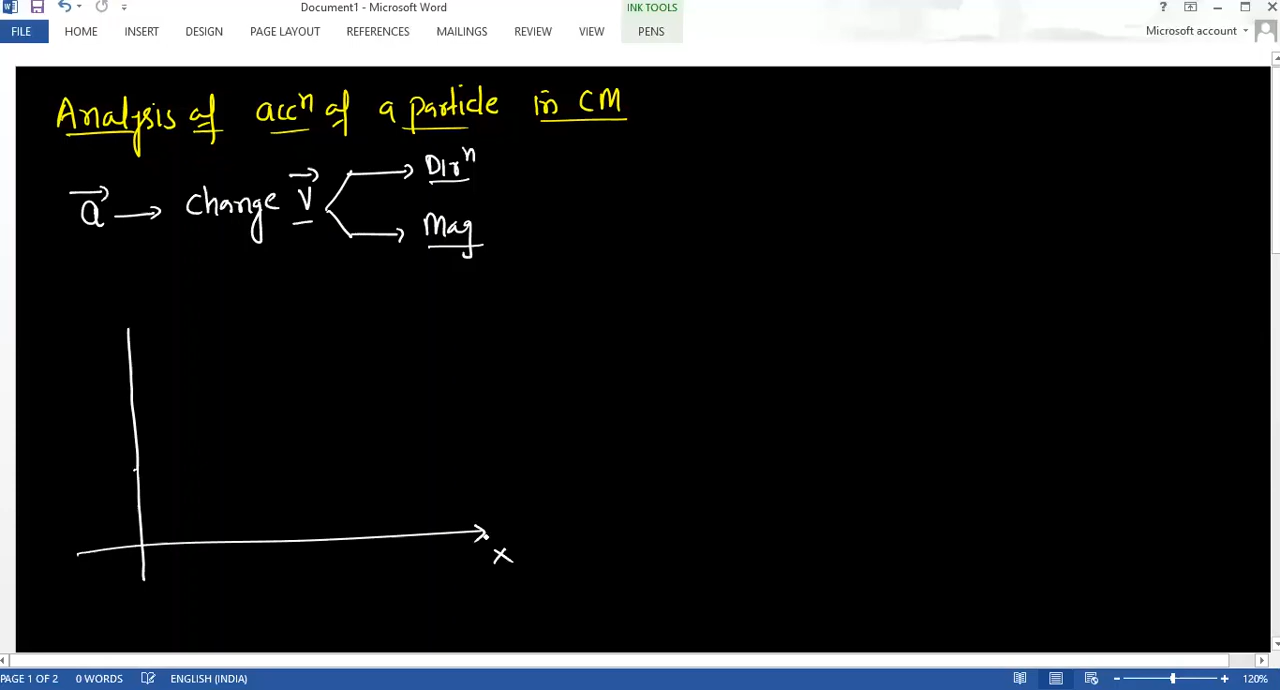 Document1 - Microsoft Word
INK TOOLS
?
FILE HOME INSERT DESIGN PAGE LAYOUT REFERENCES MAILINGS REVIEW VIEW PENS
Microsoft account
Analysis of accⁿ of a particle in CM
a⃗ → change v⃗ → Dirⁿ
→ Mag
x
PAGE 1 OF 2 0 WORDS ENGLISH (INDIA) 120%